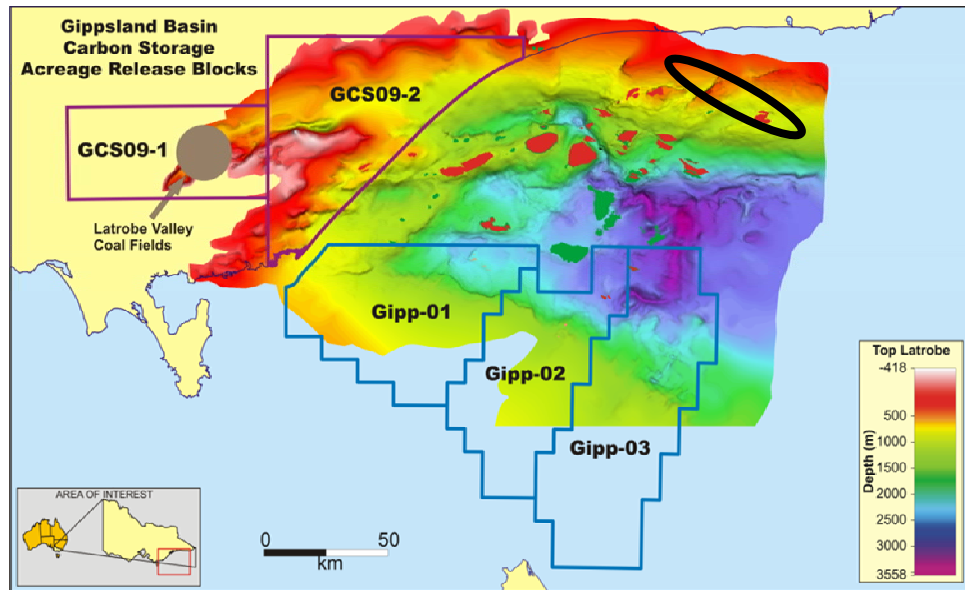 Gippsland Basin
Carbon Storage
Acreage Release Blocks
GCS09-2
GCS09-1
Latrobe Valley
Coal Fields
Gipp-01
Gipp-02
Gipp-03
Top Latrobe
-418
500
1000
1500
2000
2500
3000
3558
Depth (m)
AREA OF INTEREST
0
50
km